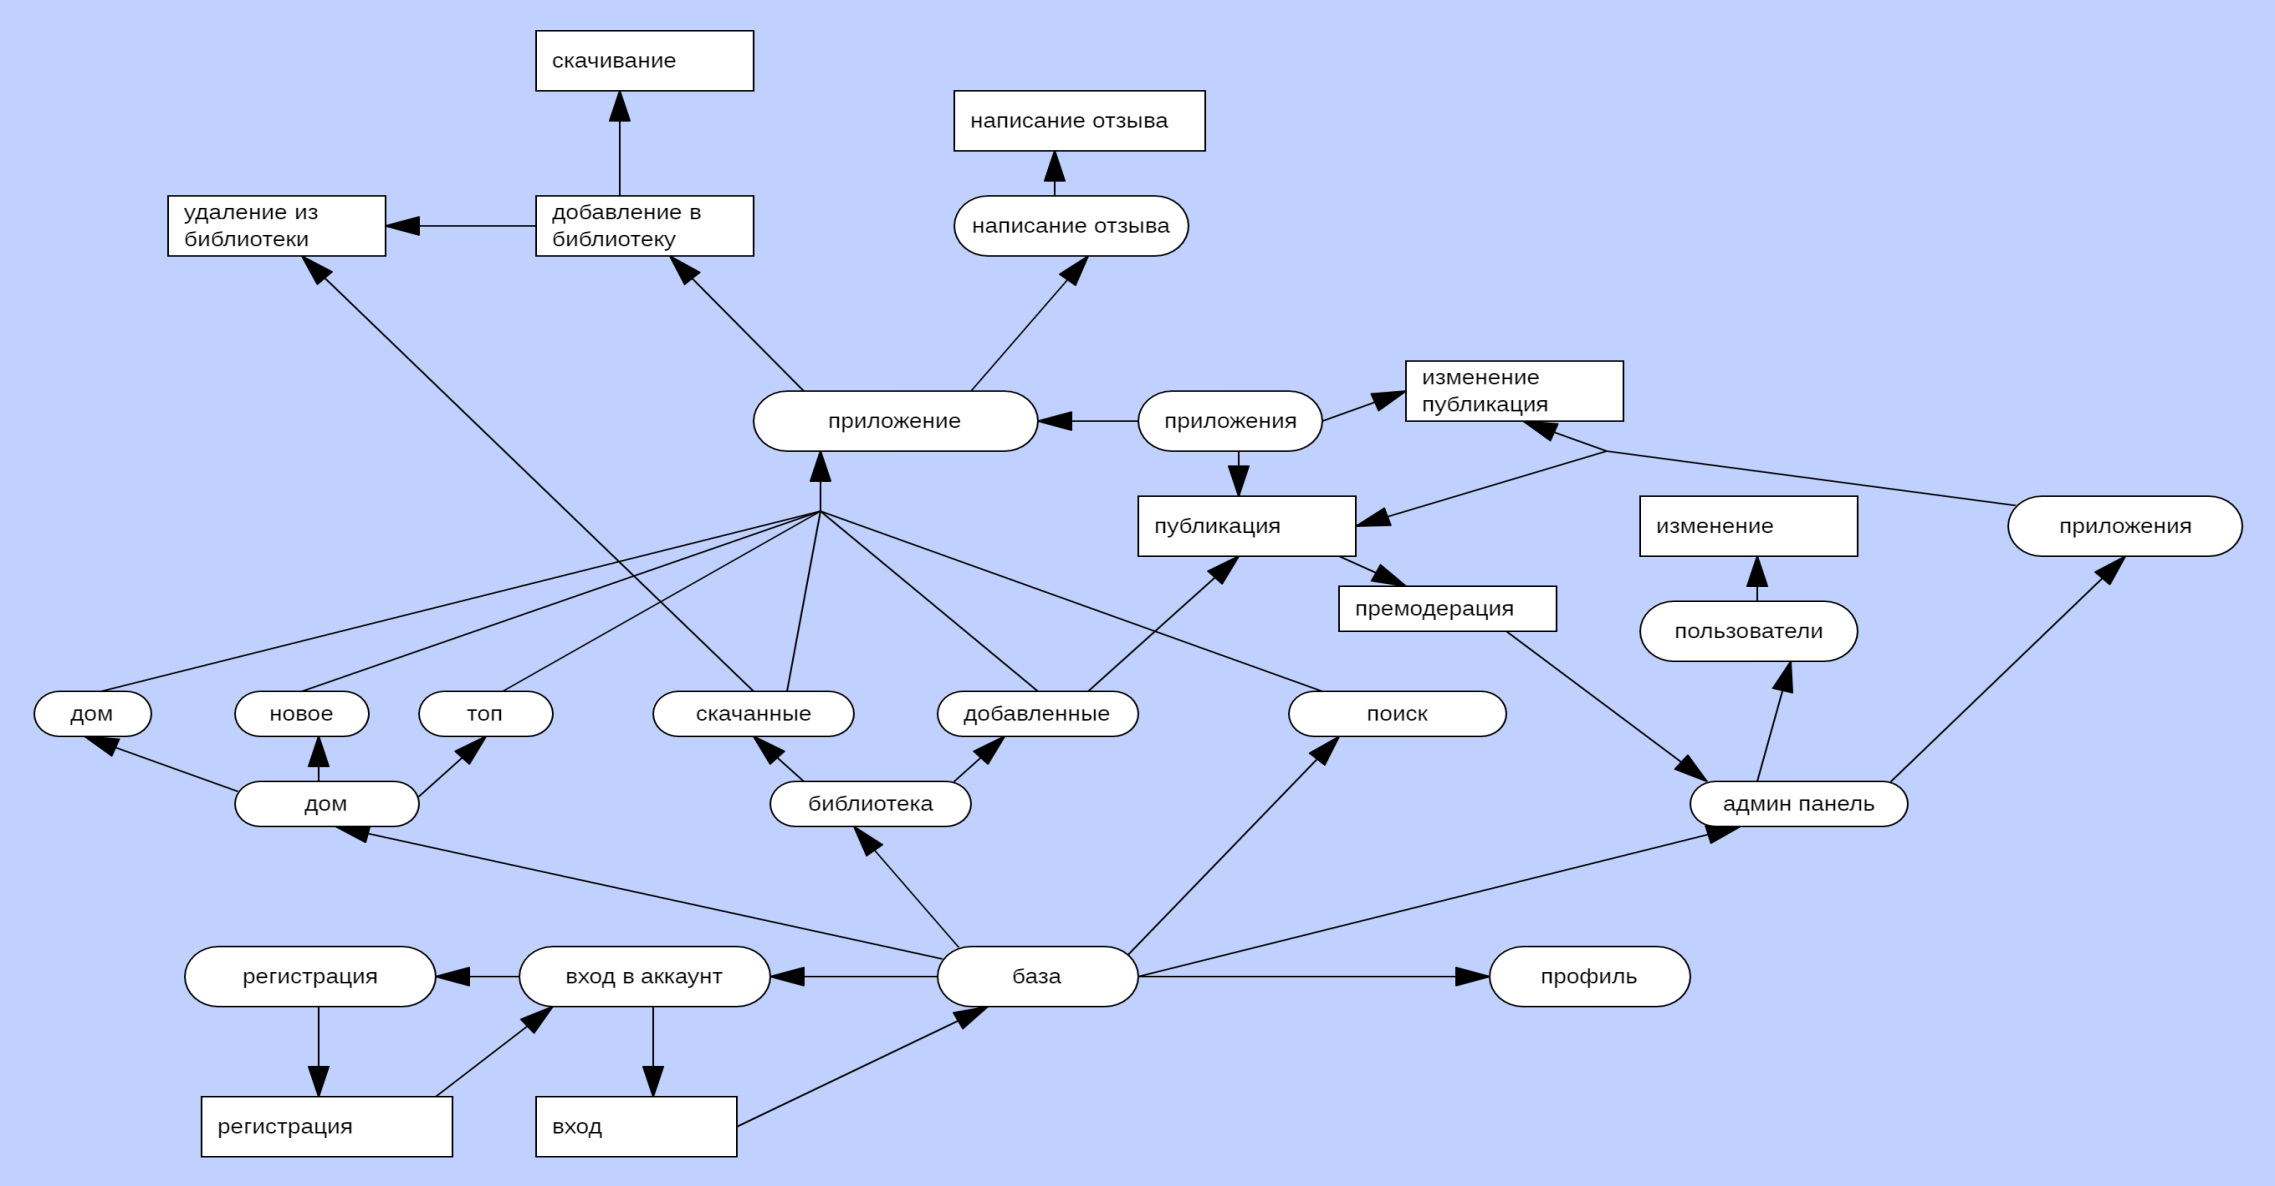 скачивание
написание отзыва
удаление из
библиотеки
добавление в
библиотеку
написание отзыва
изменение
публикация
приложение
приложения
публикация
изменение
приложения
премодерация
пользователи
дом
новое
топ
скачанные
добавленные
поиск
дом
библиотека
админ панель
регистрация
вход в аккаунт
база
профиль
регистрация
вход